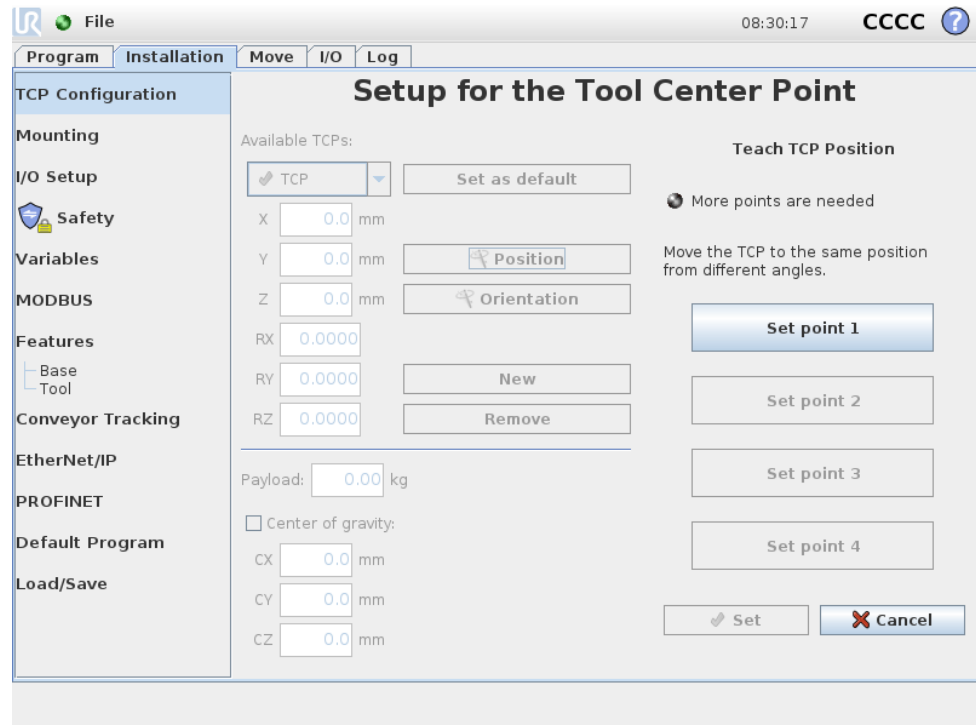 UR File 08:30:17 CCCC ?
Program Installation Move I/O Log
TCP Configuration
Mounting
I/O Setup
Safety
Variables
MODBUS
Features
Base
Tool
Conveyor Tracking
EtherNet/IP
PROFINET
Default Program
Load/Save
Setup for the Tool Center Point
Available TCPs:
TCP Set as default
X 0.0 mm
Y 0.0 mm Position
Z 0.0 mm Orientation
RX 0.0000
RY 0.0000 New
RZ 0.0000 Remove
Payload: 0.00 kg
Center of gravity:
CX 0.0 mm
CY 0.0 mm
CZ 0.0 mm
Teach TCP Position
More points are needed
Move the TCP to the same position
from different angles.
Set point 1
Set point 2
Set point 3
Set point 4
Set Cancel